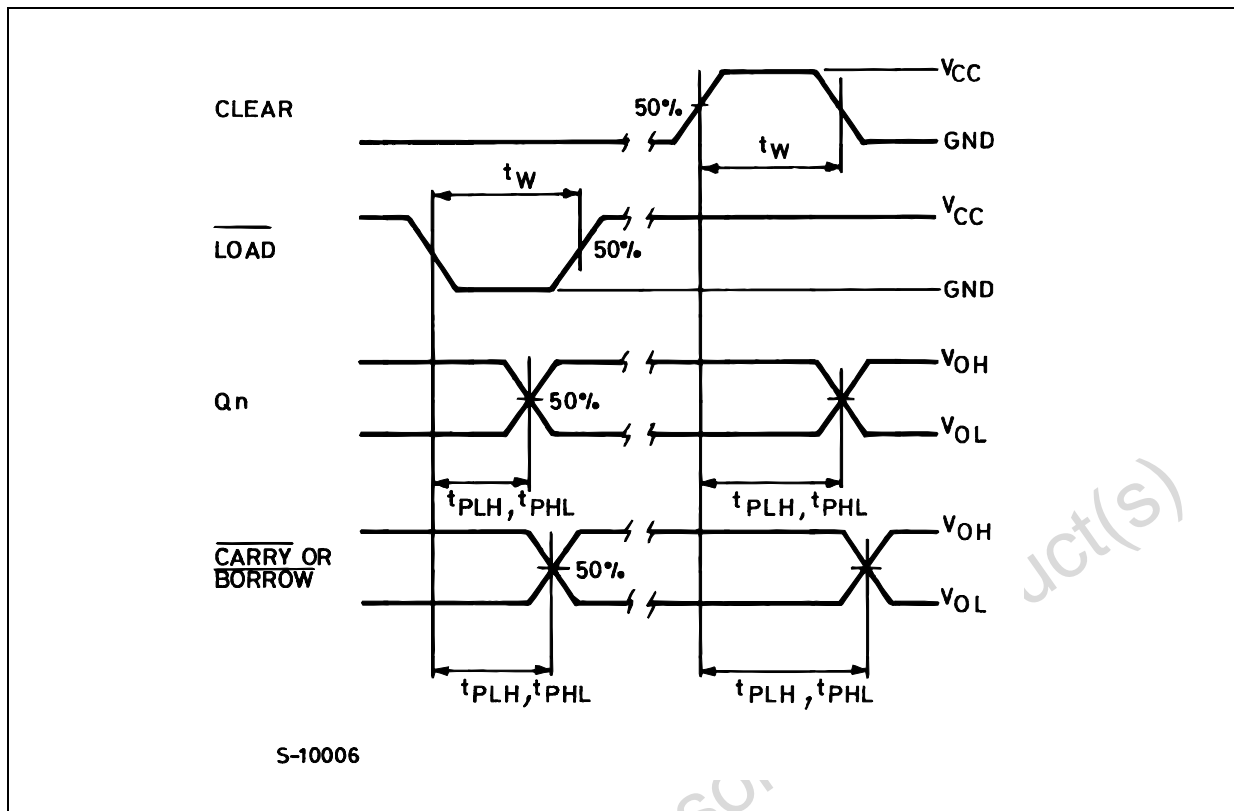 VCC
CLEAR
50%
GND
tW
tW
VCC
LOAD
50%
GND
VOH
Qn
50%
VOL
tPLH, tPHL
tPLH, tPHL
VOH
CARRY OR
BORROW
50%
VOL
tPLH, tPHL
tPLH, tPHL
S-10006
uct(s)